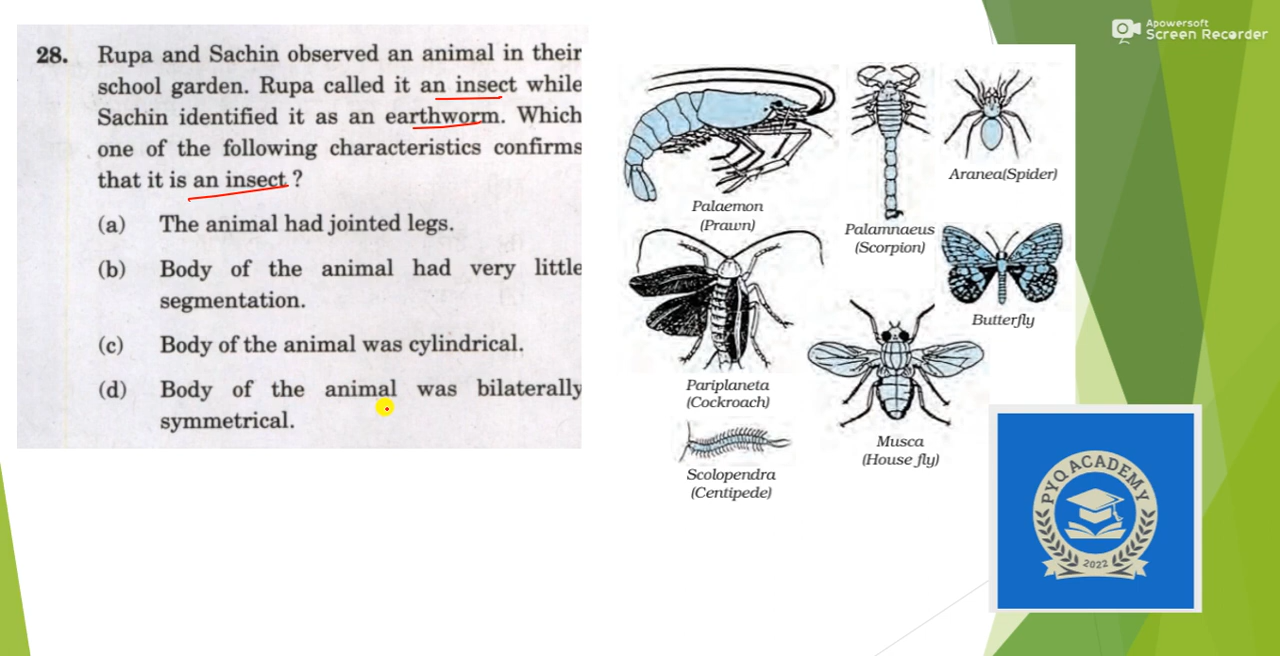 28. Rupa and Sachin observed an animal in their
school garden. Rupa called it an insect while
Sachin identified it as an earthworm. Which
one of the following characteristics confirms
that it is an insect ?
(a) The animal had jointed legs.
(b) Body of the animal had very little
segmentation.
(c) Body of the animal was cylindrical.
(d) Body of the animal was bilaterally
symmetrical.
Palaemon
(Prawn)
Palamnaeus
(Scorpion)
Aranea(Spider)
Butterfly
Pariplaneta
(Cockroach)
Musca
(House fly)
Scolopendra
(Centipede)
Apowersoft
Screen Recorder
PYQ ACADEMY
2022